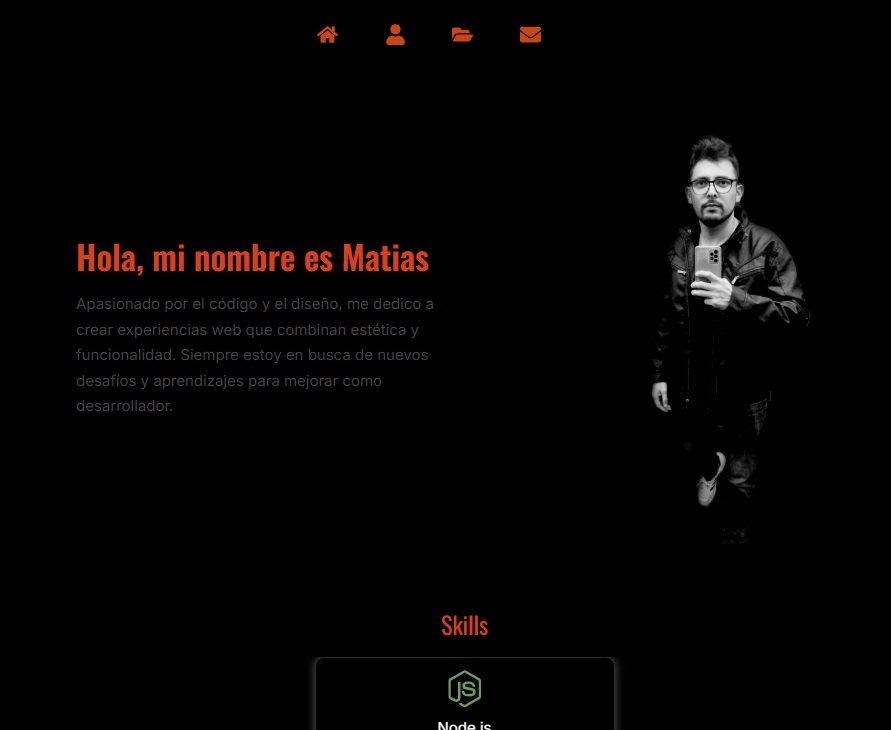 Hola, mi nombre es Matias
Apasionado por el código y el diseño, me dedico a
crear experiencias web que combinan estética y
funcionalidad. Siempre estoy en busca de nuevos
desafíos y aprendizajes para mejorar como
desarrollador.
Skills
JS
Node.js